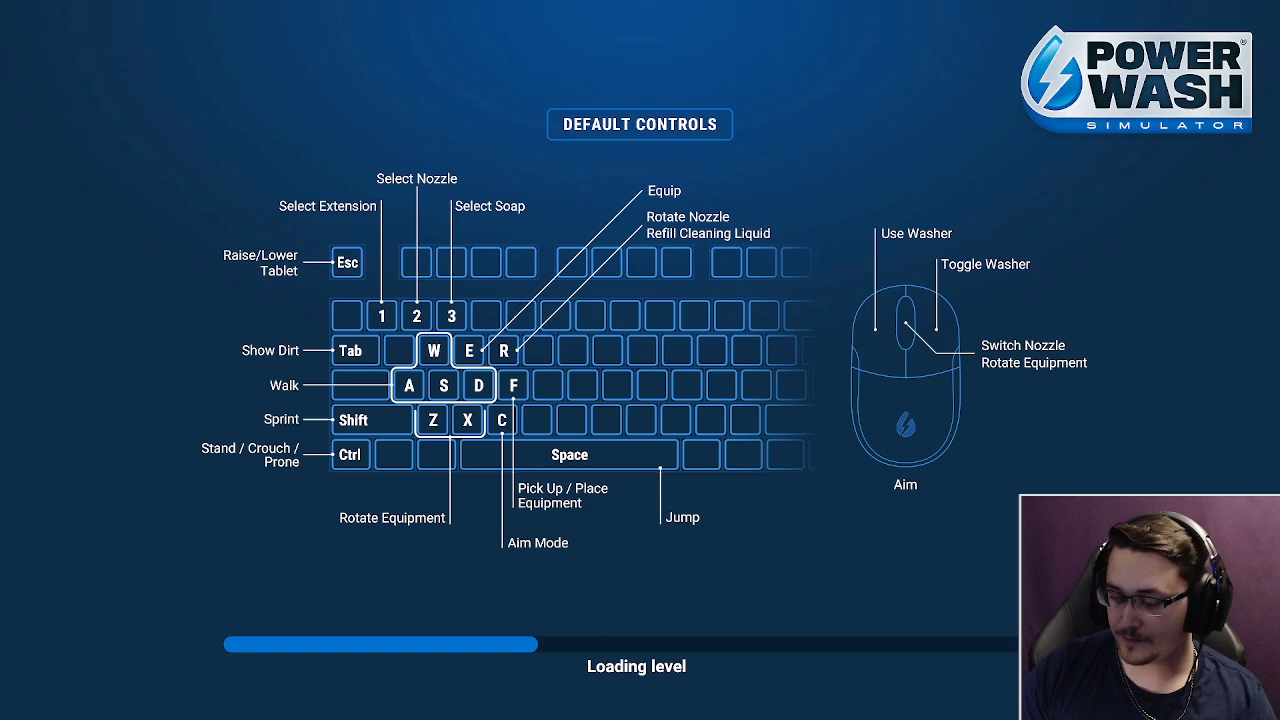 POWER
WASH
SIMULATOR
DEFAULT CONTROLS
Select Nozzle
Select Extension
Select Soap
Equip
Rotate Nozzle
Refill Cleaning Liquid
Raise/Lower
Tablet
Esc
1 2 3
Show Dirt
Tab W E R
Walk
A S D F
Sprint
Shift Z X C
Stand / Crouch /
Prone
Ctrl Space
Rotate Equipment
Pick Up / Place
Equipment
Aim Mode
Jump
Use Washer
Toggle Washer
Switch Nozzle
Rotate Equipment
Aim
Loading level